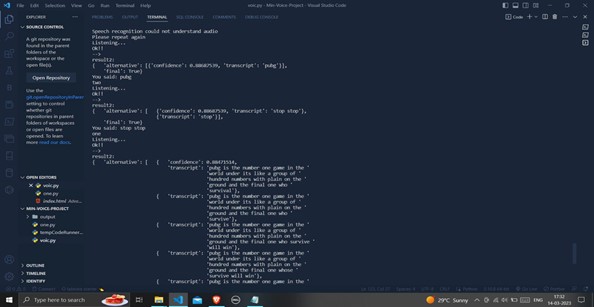 File Edit Selection View Go Run Terminal Help
voic.py - Min-Voice-Project - Visual Studio Code
EXPLORER
PROBLEMS OUTPUT TERMINAL SQL CONSOLE COMMENTS DEBUG CONSOLE
Code
SOURCE CONTROL
A git repository was found in the parent folders of the workspace or the open file(s).
Open Repository
Use the
setting to control whether git repositories in parent folders of workspaces or open files are opened. To learn more read our docs.
OPEN EDITORS
voic.py
one.py
index.html
MIN-VOICE-PROJECT
output
one.py
tempCodeRunner...
voic.py
OUTLINE
TIMELINE
IDENTIFY
Speech recognition could not understand audio
Please repeat again
Listening...
Ok!!
-->
result2:
{   'alternative': [{'confidence': 0.88687539, 'transcript': 'pubg'}],
    'final': True}
You said: pubg
Two
Listening...
Ok!!
-->
result2:
{   'alternative': [   {'confidence': 0.88687539, 'transcript': 'stop stop'},
                       {'transcript': 'stop'}],
    'final': True}
You said: stop stop
one
Listening...
Ok!!
-->
result2:
{   'alternative': [   {   'confidence': 0.88471514,
                           'transcript': 'pubg is the number one game in the '
                                         'world under its like a group of '
                                         'hundred numbers with plain on the '
                                         'ground and the final one who '
                                         'survival'},
                       {   'transcript': 'pubg is the number one game in the '
                                         'world under its like a group of '
                                         'hundred numbers with plain on the '
                                         'ground and the final one who '
                                         'survive'},
                       {   'transcript': 'pubg is the number one game in the '
                                         'world under its like a group of '
                                         'hundred numbers plain on the '
                                         'ground and the final one who survive '
                                         'will win'},
                       {   'transcript': 'pubg is the number one game in the '
                                         'world under its like a group of '
                                         'hundred numbers with plain on the '
                                         'ground and the final one whose '
                                         'survive will win'},
                       {   'transcript': 'pubg is the number one game in the '
Type here to search
29°C Sunny
ENG
17:32
14-03-2023